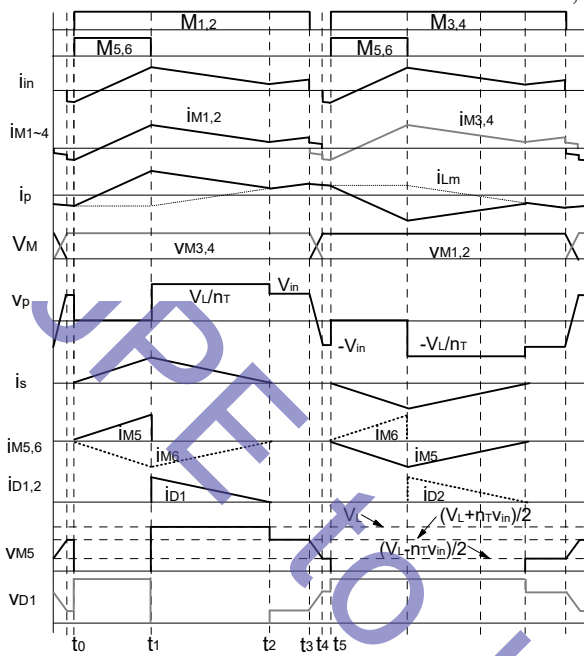 M1,2 M3,4
M5,6 M5,6
iin
iM1~4 iM1,2 iM3,4
ip iLm
VM vM3,4 vM1,2
vp VL/nT Vin -Vin -VL/nT
is
iM5,6 iM5 iM6 iM6 iM5
iD1,2 iD1 iD2
VL (VL+nTvin)/2
vM5 (VL-nTvin)/2
vD1
t0 t1 t2 t3 t4 t5